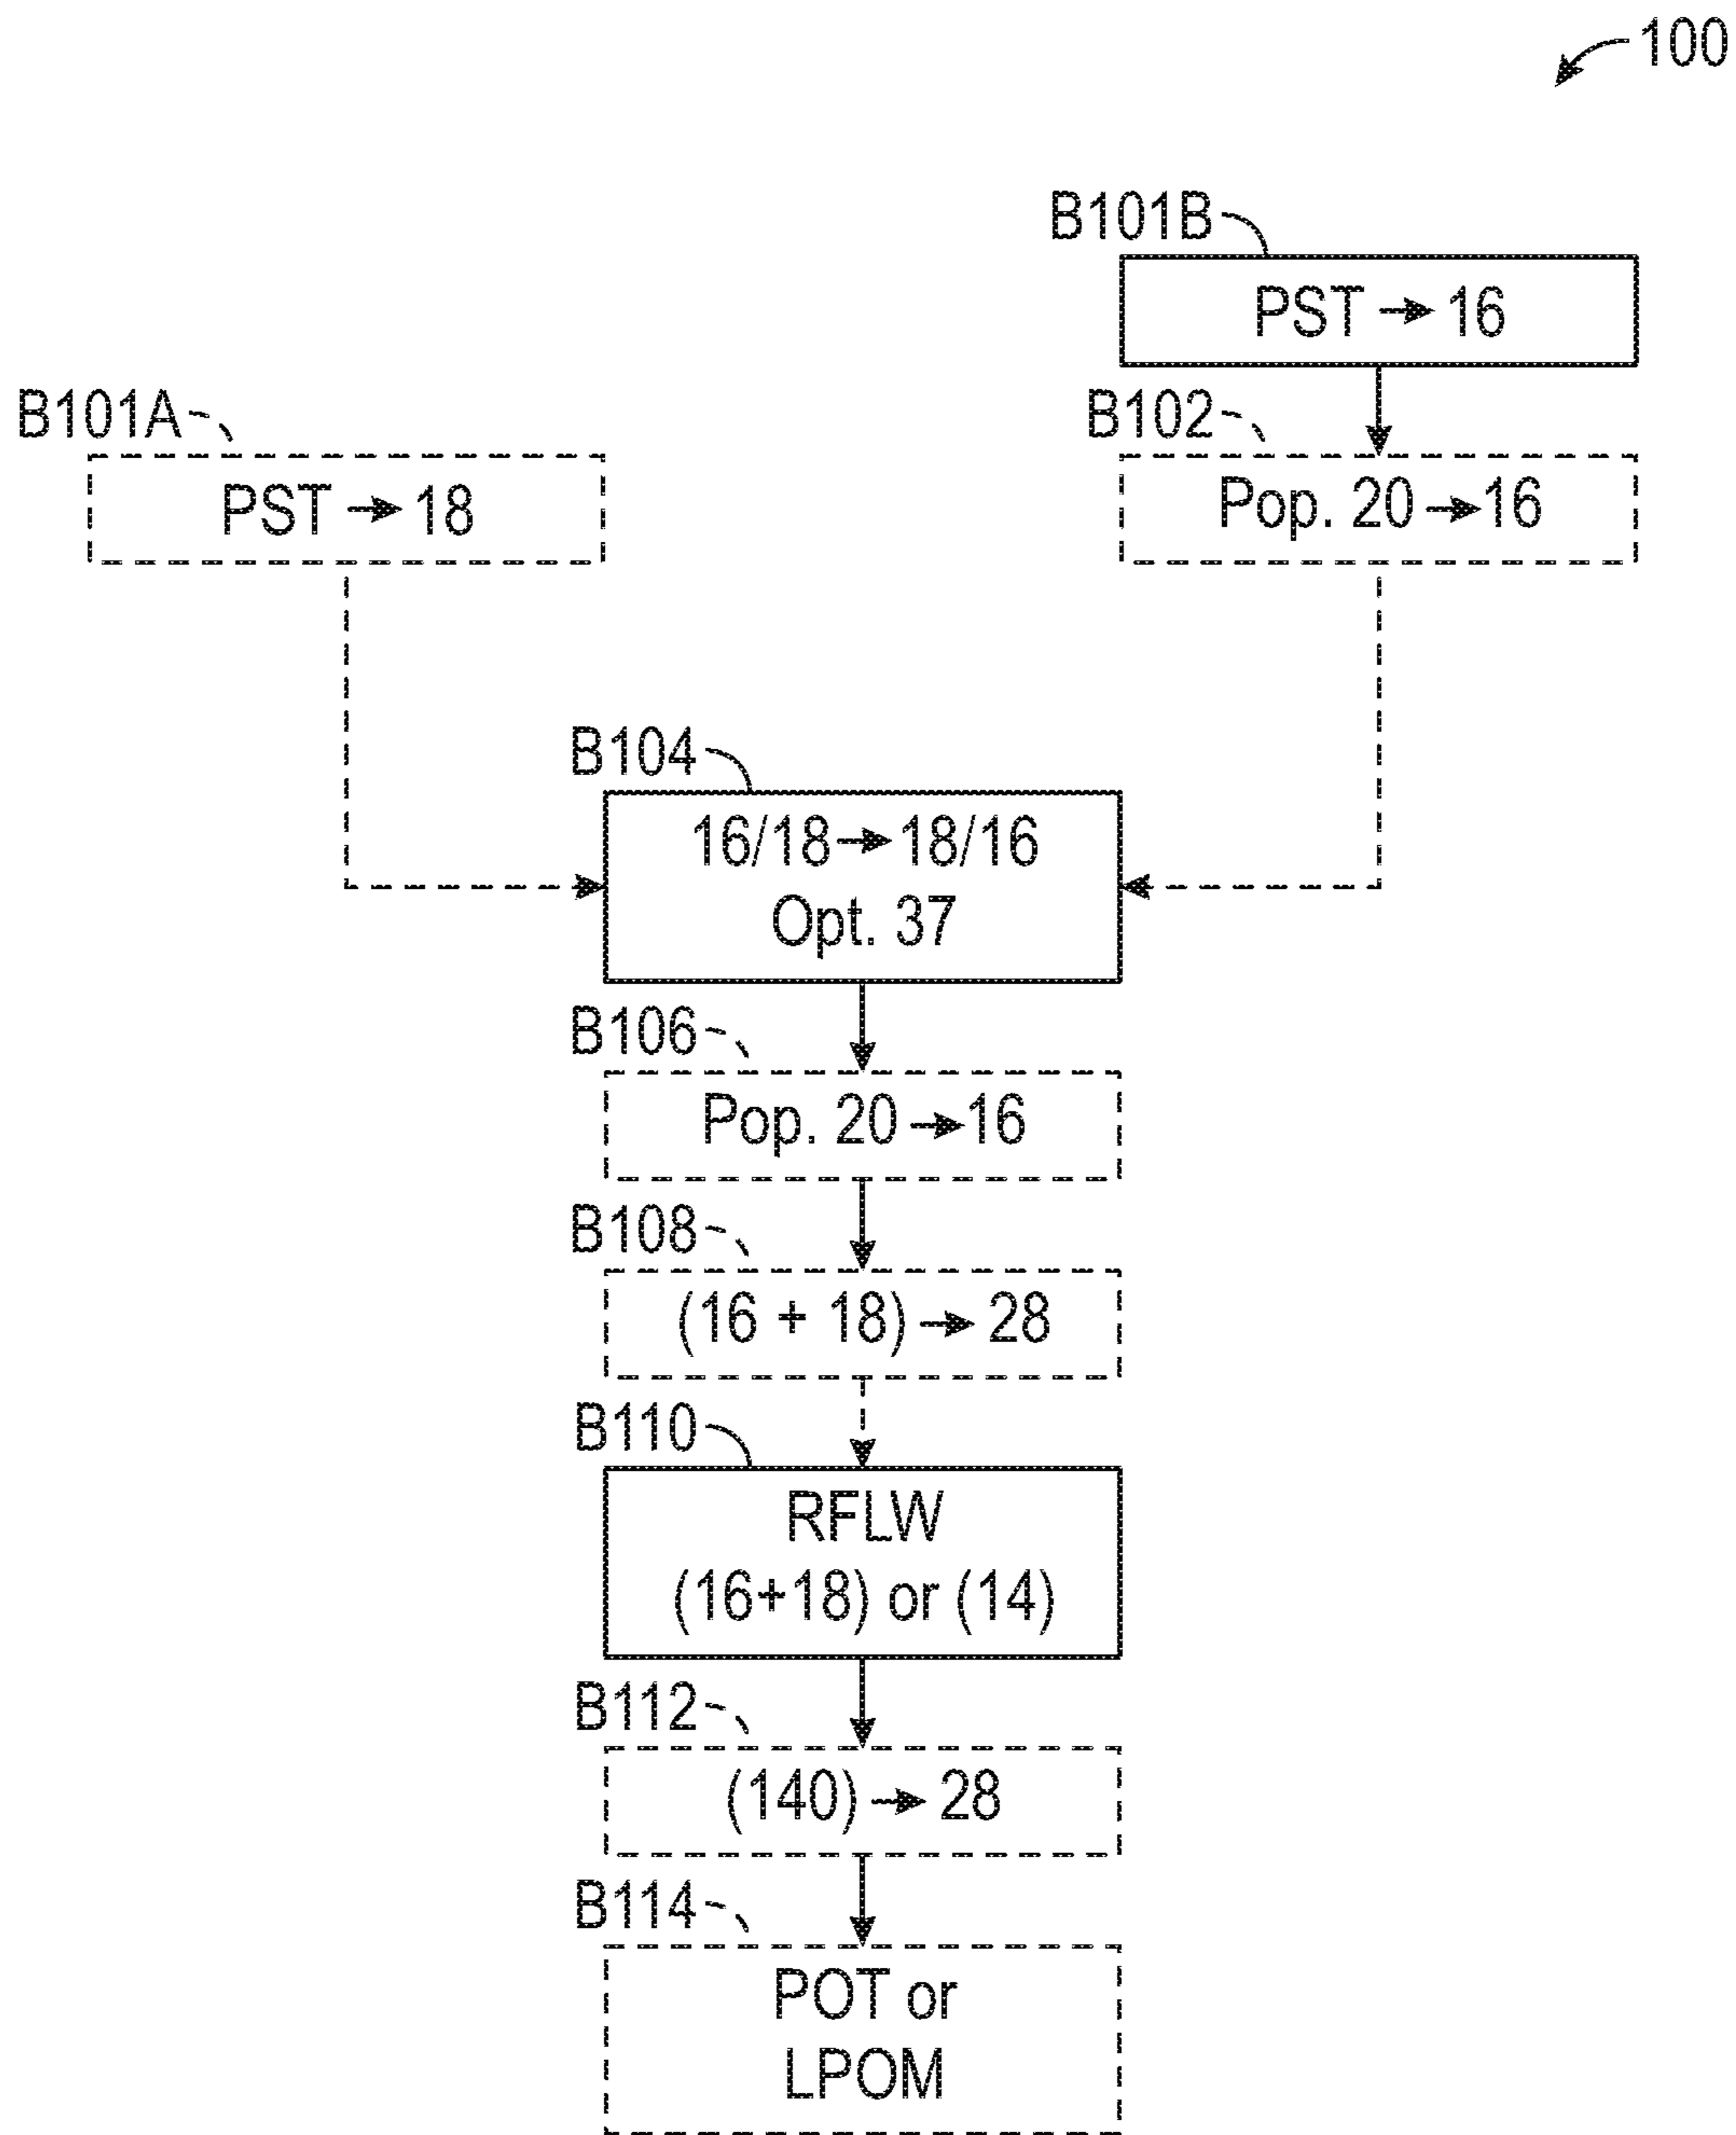 100
B101B
PST → 16
B101A
PST → 18
B102
Pop. 20 → 16
B104
16/18 → 18/16
Opt. 37
B106
Pop. 20 → 16
B108
(16 + 18) → 28
B110
RFLW
(16+18) or (14)
B112
(140) → 28
B114
POT or
LPOM